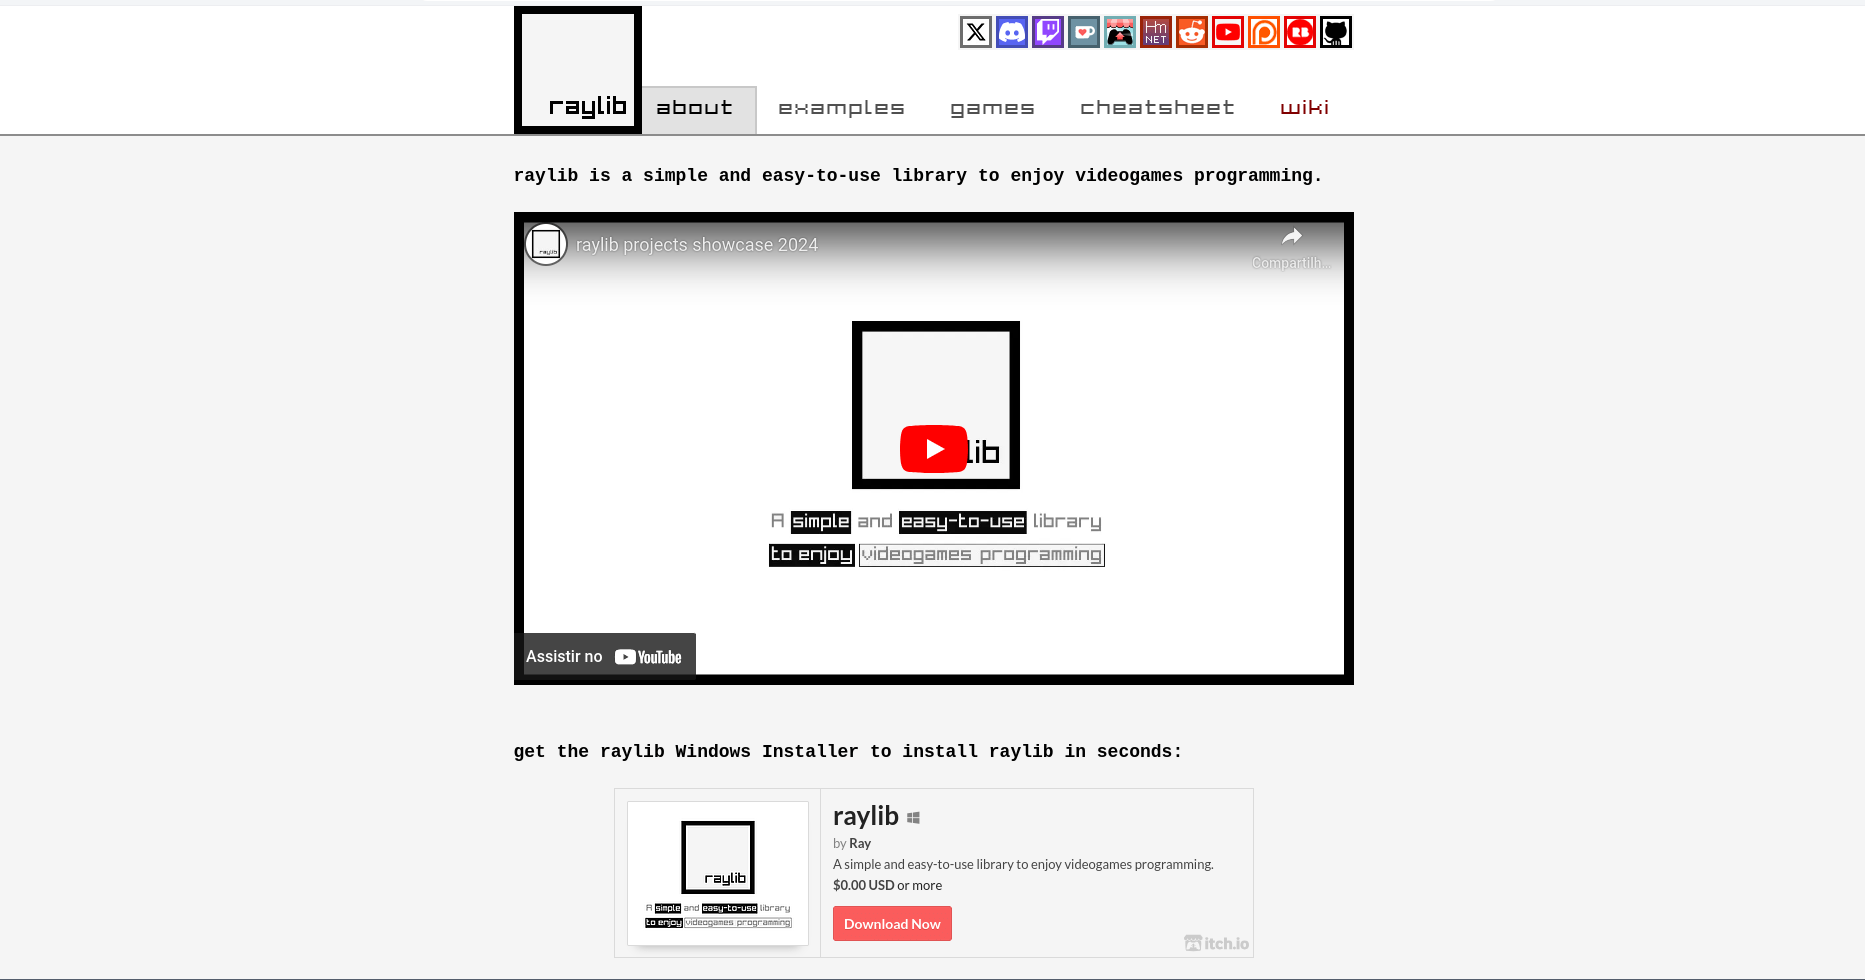 raylib
about
examples
games
cheatsheet
wiki
raylib is a simple and easy-to-use library to enjoy videogames programming.
raylib
raylib projects showcase 2024
Compartilh...
lib
A simple and easy-to-use library
to enjoy videogames programming
Assistir no YouTube
get the raylib Windows Installer to install raylib in seconds:
raylib
A simple and easy-to-use library
to enjoy videogames programming
raylib
by Ray
A simple and easy-to-use library to enjoy videogames programming.
$0.00 USD or more
Download Now
itch.io
Hm
NET
RB